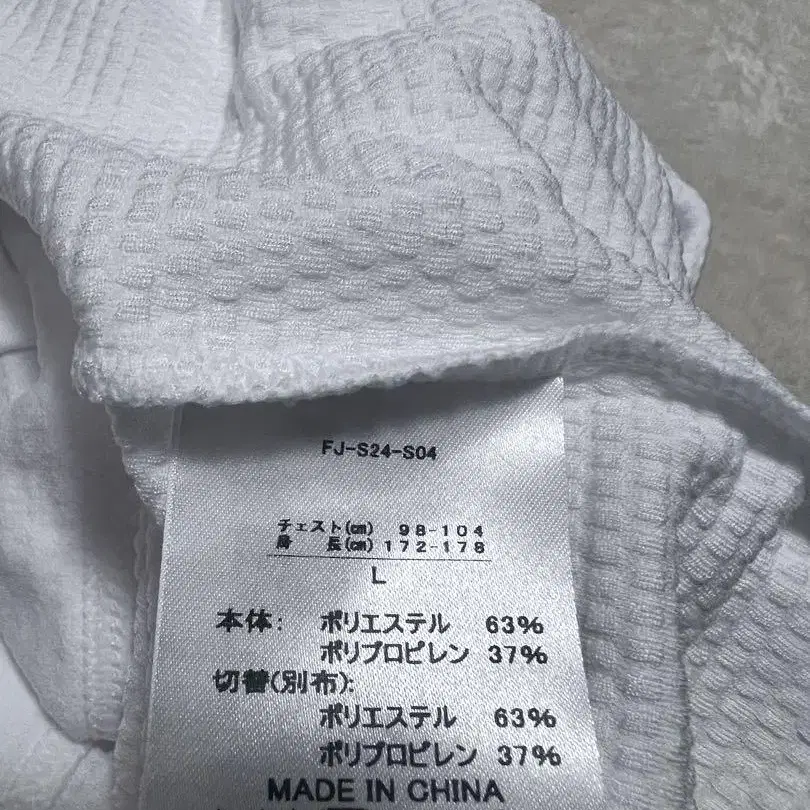 FJ-S24-S04
チェスト(cm) 98-104
身 長(cm) 172-178
L
本体: ポリエステル 63%
ポリプロピレン 37%
切替(別布):
ポリエステル 63%
ポリプロピレン 37%
MADE IN CHINA